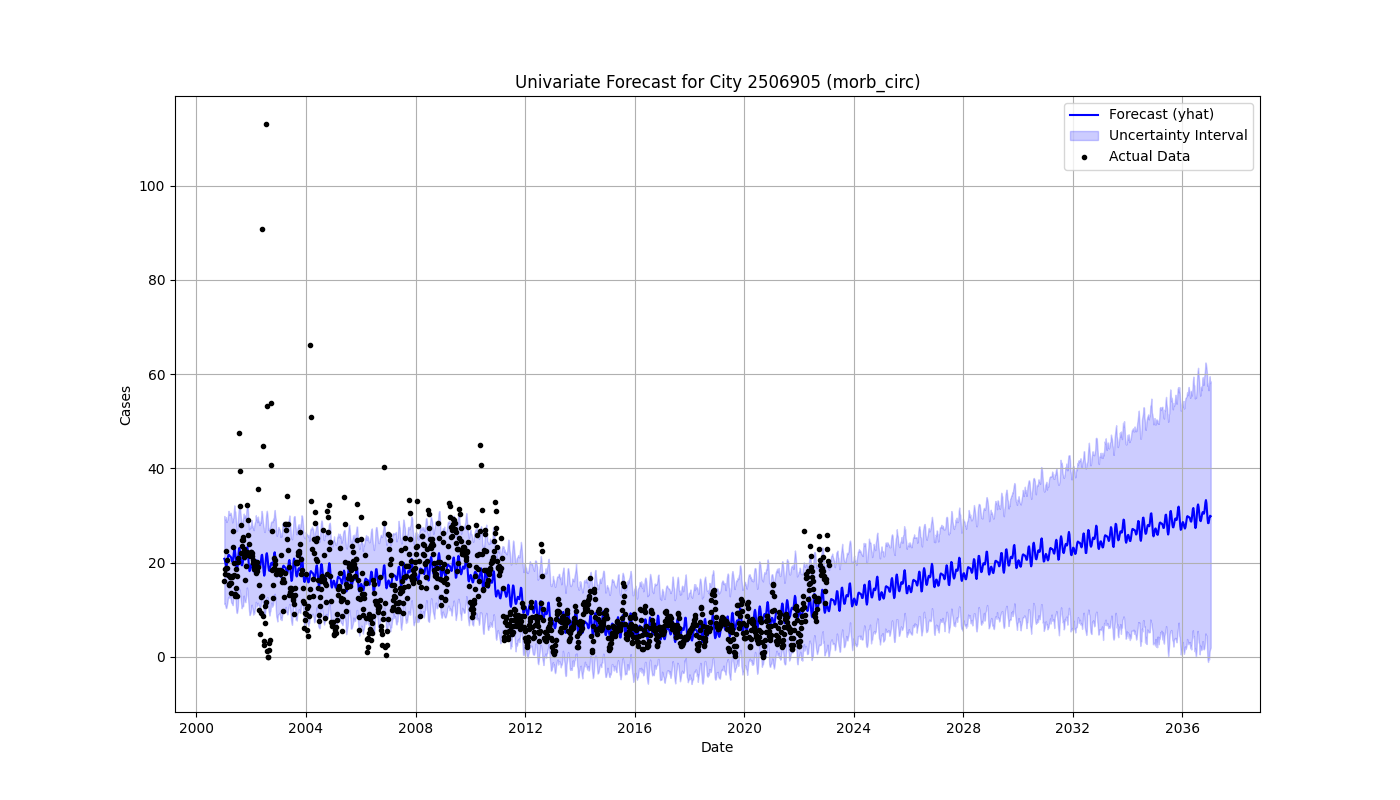 Univariate Forecast for City 2506905 (morb_circ)
Forecast (yhat)
Uncertainty Interval
Actual Data
100
80
60
40
20
0
Cases
2000 2004 2008 2012 2016 2020 2024 2028 2032 2036
Date